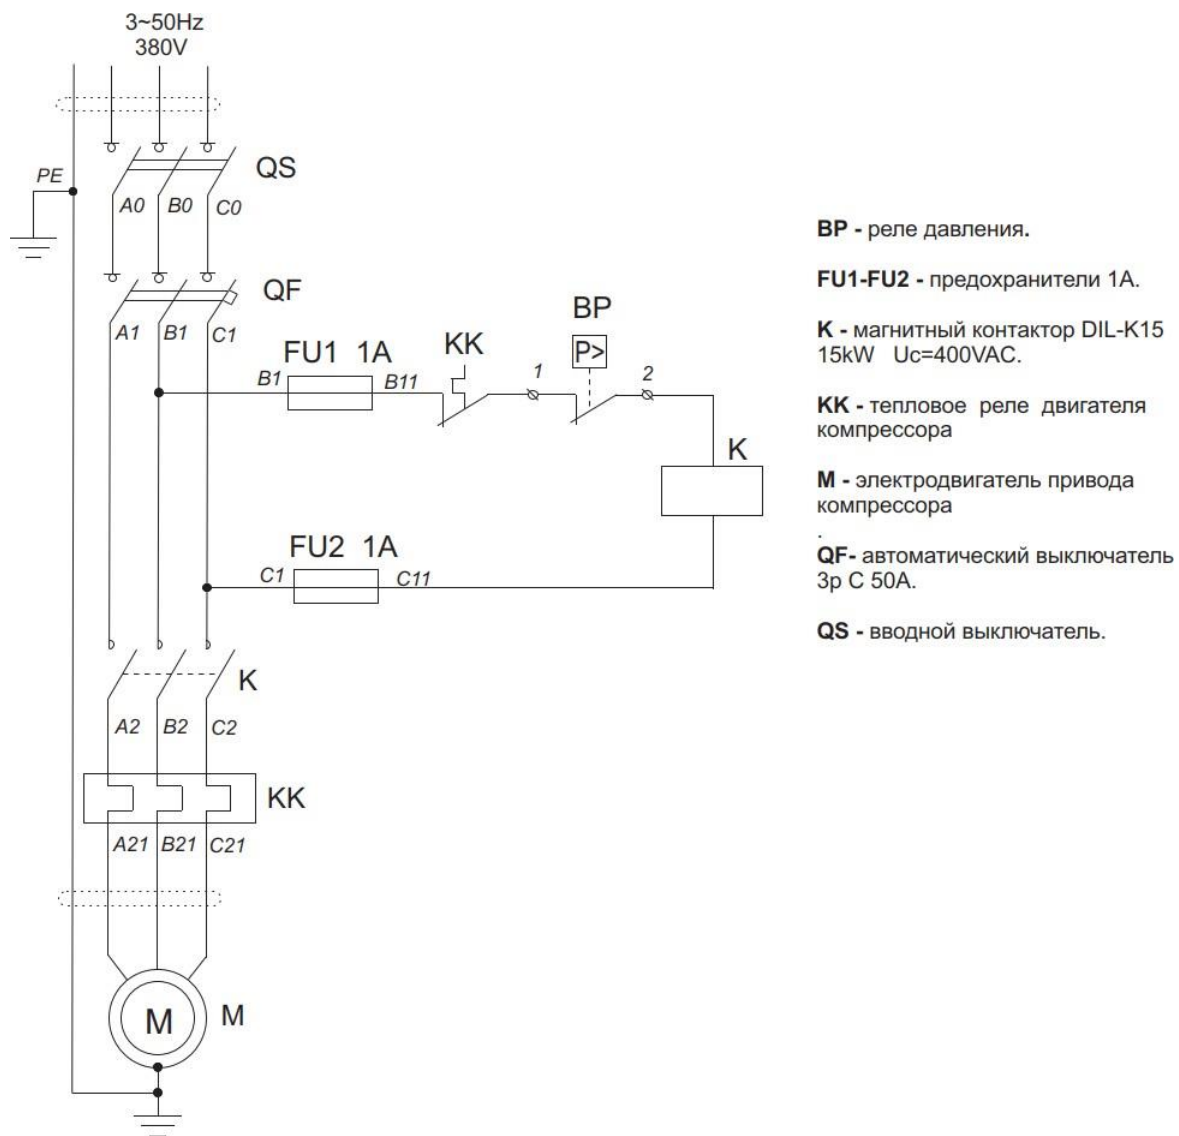 3~50Hz
380V
QS
PE
A0 B0 C0
QF
A1 B1 C1
BP
P>
FU1 1A
KK
B1
B11
1
2
K
FU2 1A
C1
C11
K
A2 B2 C2
KK
A21 B21 C21
M
M
BP - реле давления.
FU1-FU2 - предохранители 1А.
K - магнитный контактор DIL-K15
15kW Uc=400VAC.
KK - тепловое реле двигателя
компрессора
M - электродвигатель привода
компрессора
.
QF- автоматический выключатель
3р С 50А.
QS - вводной выключатель.